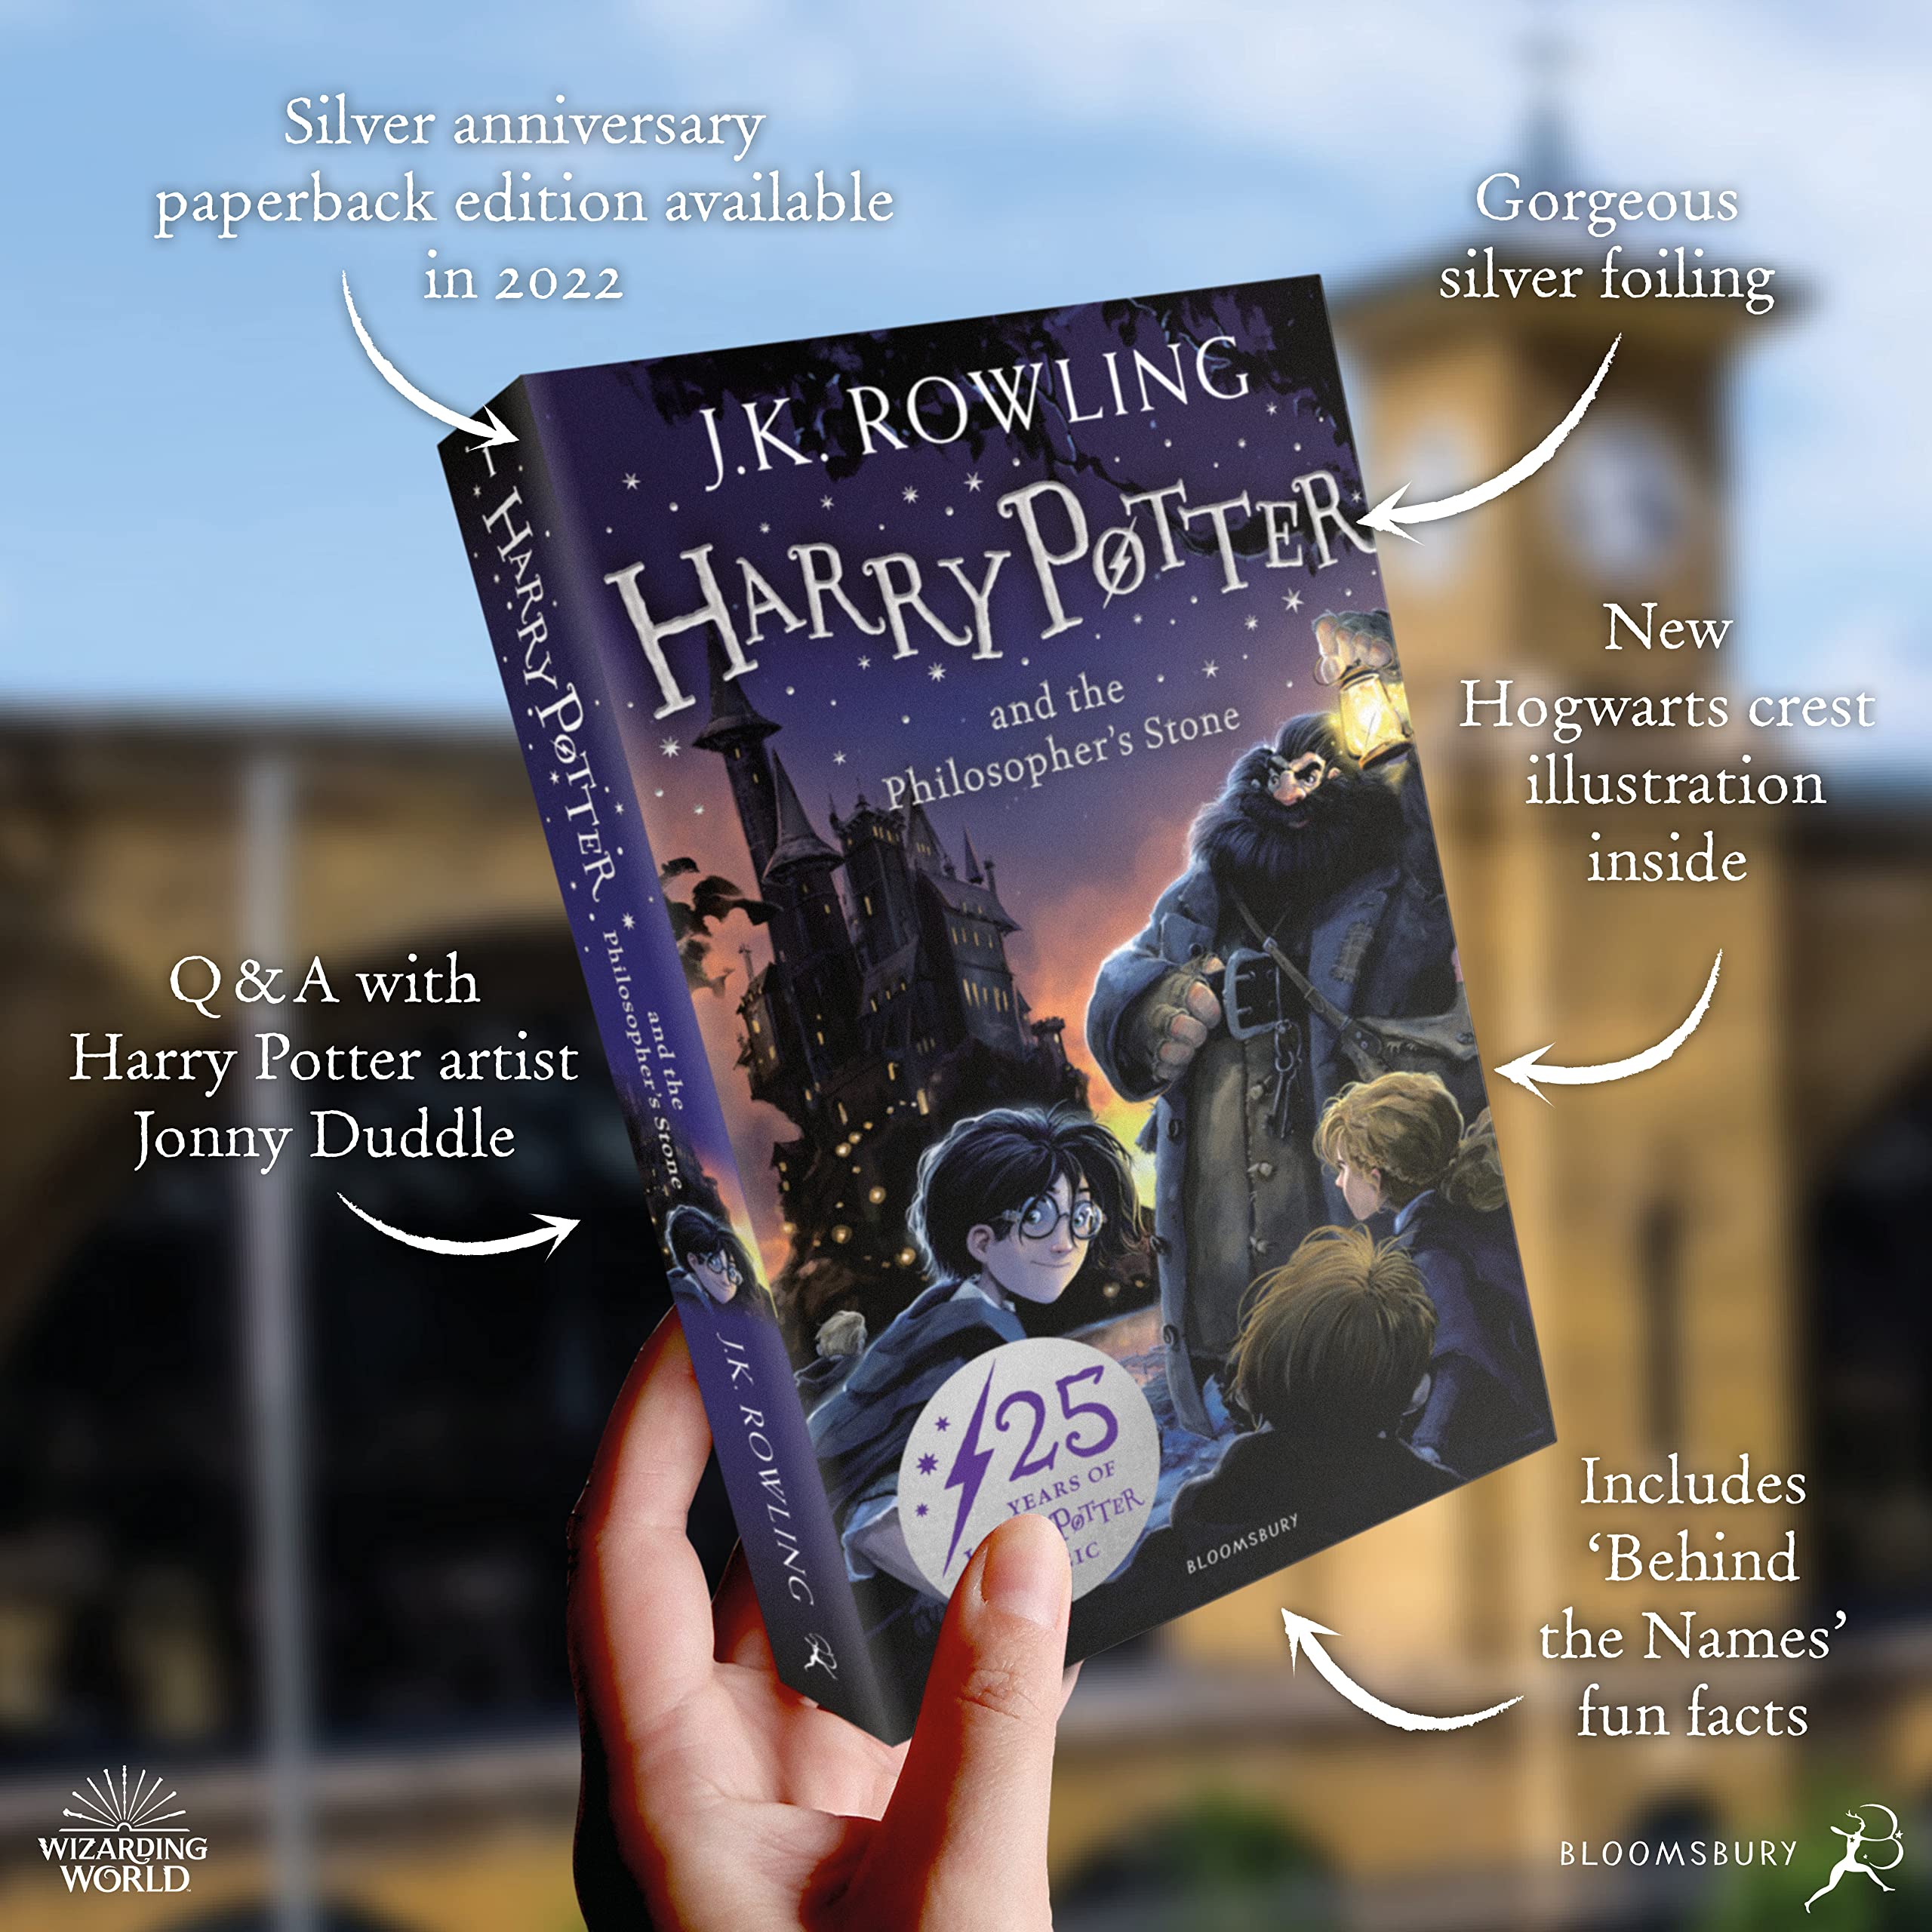 Silver anniversary
paperback edition available
in 2022
Gorgeous
silver foiling
J.K. ROWLING
HARRY POTTER
and the
Philosopher's Stone
1
HARRY POTTER
and the
Philosopher's Stone
J.K. ROWLING
New
Hogwarts crest
illustration
inside
Q & A with
Harry Potter artist
Jonny Duddle
25
YEARS OF
POTTER
BLOOMSBURY
Includes
‘Behind
the Names’
fun facts
WIZARDING
WORLD
BLOOMSBURY